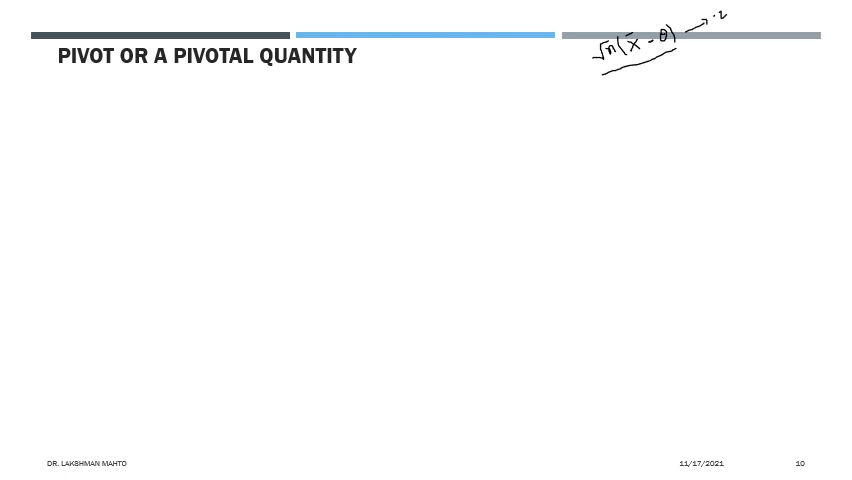 PIVOT OR A PIVOTAL QUANTITY
√n(x̄ - θ) →
DR. LAKSHMAN MAHTO
11/17/2021
10